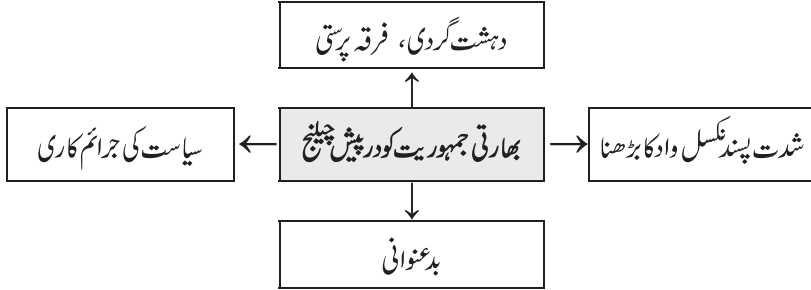 دہشت گردی، فرقہ پرستی
شدت پسند نکسل واد کا بڑھنا
بھارتی جمہوریت کو درپیش چیلنج
سیاست کی جرائم کاری
بدعنوانی